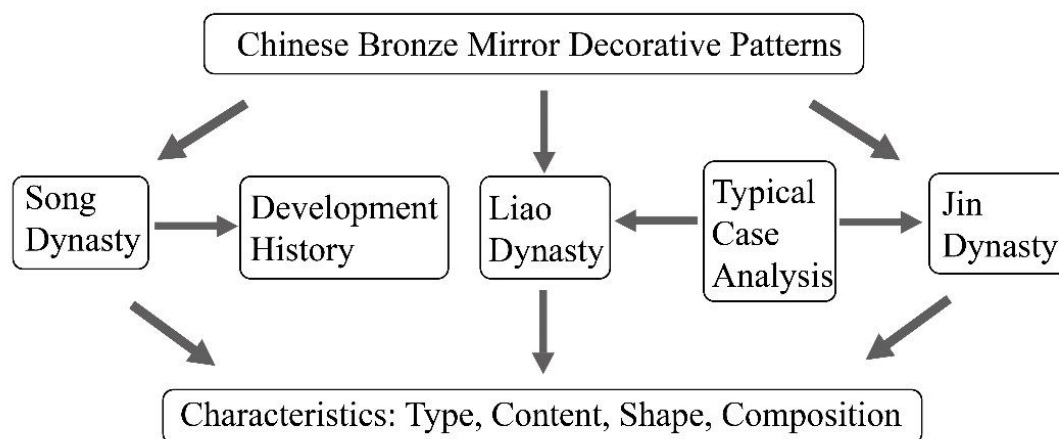 Chinese Bronze Mirror Decorative Patterns
Song
Dynasty
Development
History
Liao
Dynasty
Typical
Case
Analysis
Jin
Dynasty
Characteristics: Type, Content, Shape, Composition